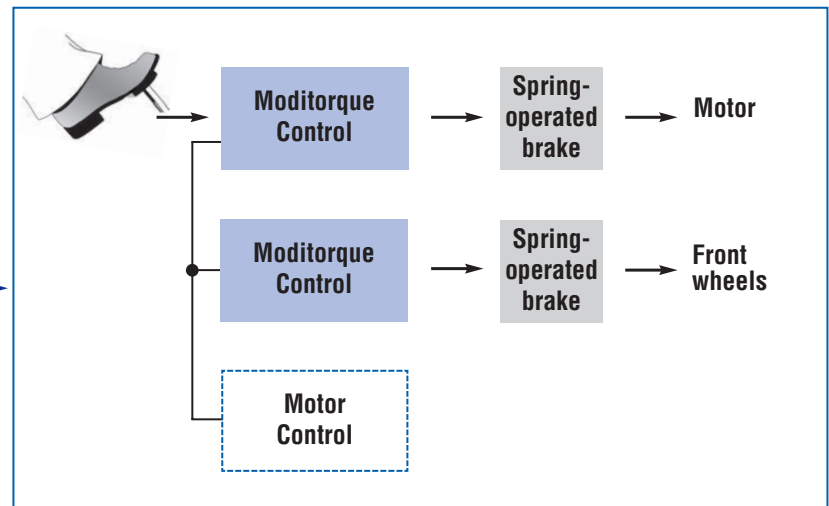 Moditorque
Control
Spring-
operated
brake
Motor
Moditorque
Control
Spring-
operated
brake
Front
wheels
Motor
Control